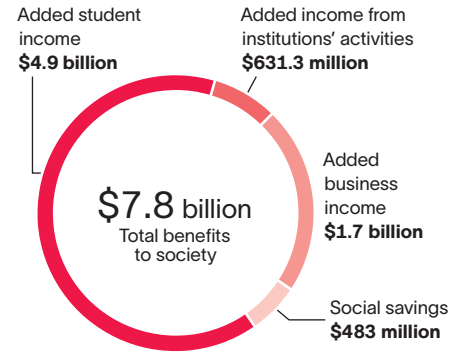 Added student
income
$4.9 billion
Added income from
institutions’ activities
$631.3 million
Added
business
income
$1.7 billion
$7.8 billion
Total benefits
to society
Social savings
$483 million